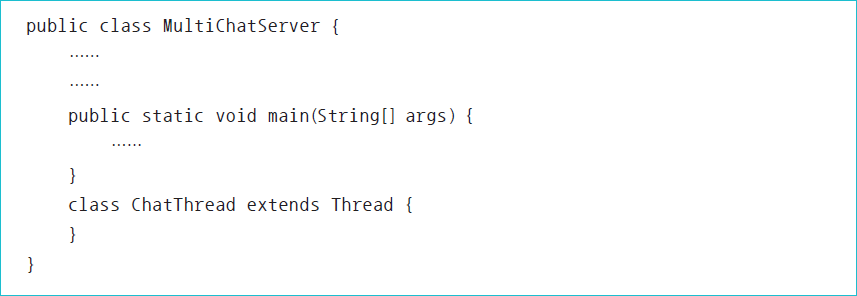 public class MultiChatServer {
……
……
public static void main(String[] args) {
……
}
class ChatThread extends Thread {
}
}